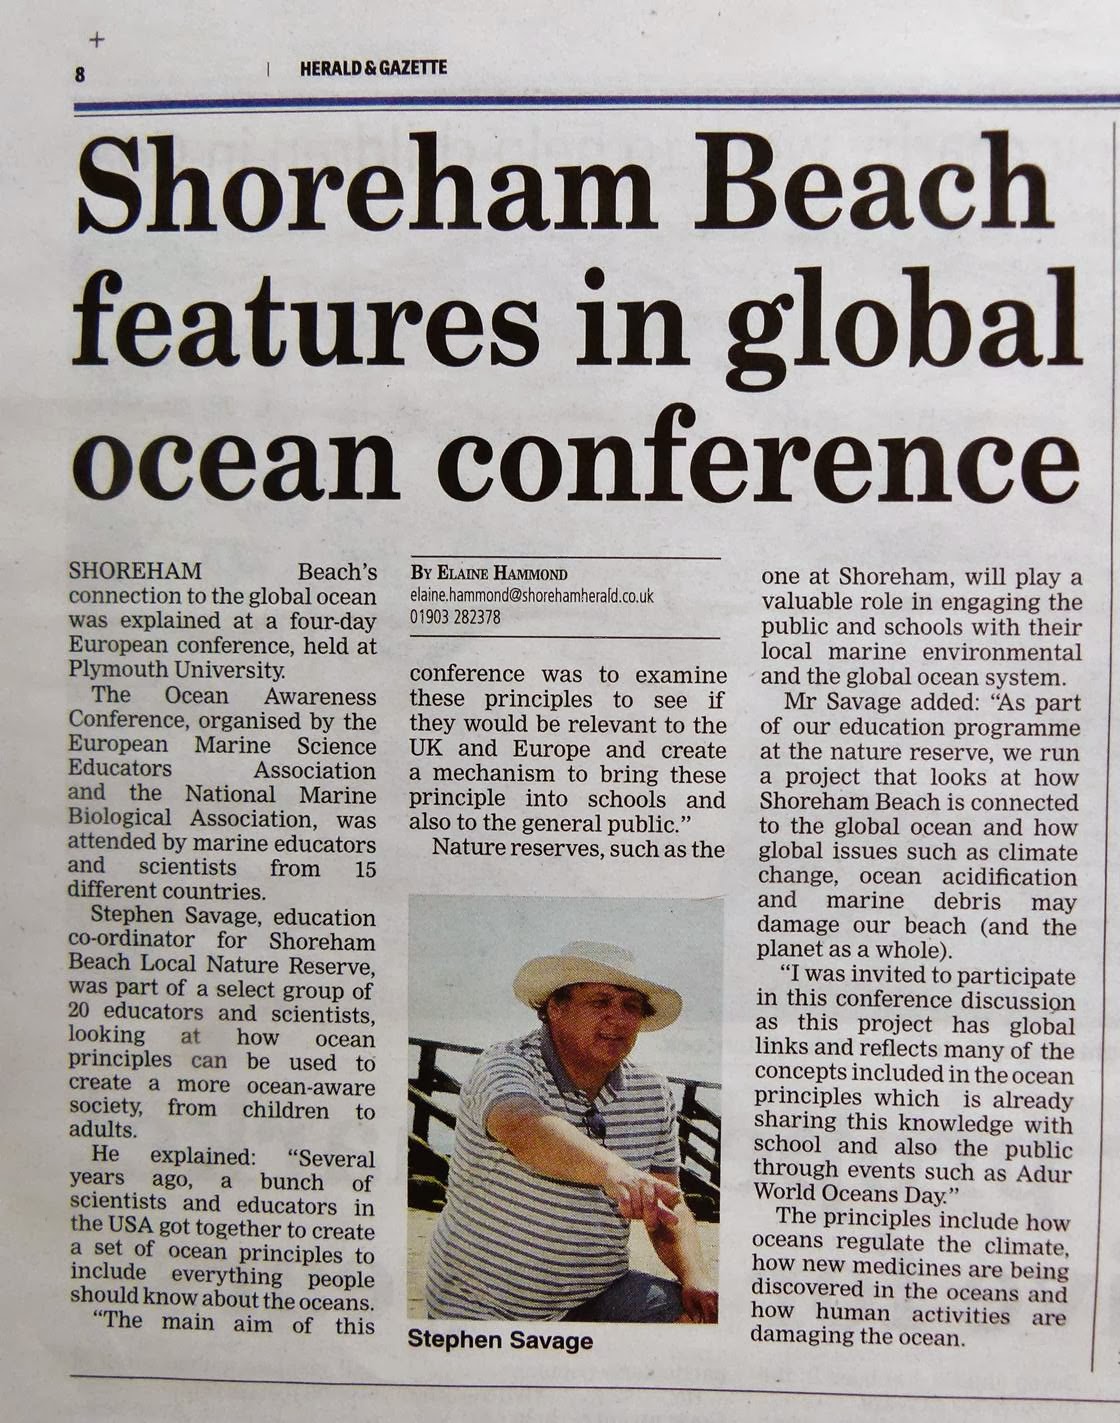 8
HERALD & GAZETTE
Shoreham Beach
features in global
ocean conference
SHOREHAM Beach's
connection to the global ocean
was explained at a four-day
European conference, held at
Plymouth University.
The Ocean Awareness
Conference, organised by the
European Marine Science
Educators Association
and the National Marine
Biological Association, was
attended by marine educators
and scientists from 15
different countries.
Stephen Savage, education
co-ordinator for Shoreham
Beach Local Nature Reserve,
was part of a select group of
20 educators and scientists,
looking at how ocean
principles can be used to
create a more ocean-aware
society, from children to
adults.
He explained: “Several
years ago, a bunch of
scientists and educators in
the USA got together to create
a set of ocean principles to
include everything people
should know about the oceans.
“The main aim of this
BY ELAINE HAMMOND
elaine.hammond@shorehamherald.co.uk
01903 282378
conference was to examine
these principles to see if
they would be relevant to the
UK and Europe and create
a mechanism to bring these
principle into schools and
also to the general public.”
Nature reserves, such as the
Stephen Savage
one at Shoreham, will play a
valuable role in engaging the
public and schools with their
local marine environmental
and the global ocean system.
Mr Savage added: “As part
of our education programme
at the nature reserve, we run
a project that looks at how
Shoreham Beach is connected
to the global ocean and how
global issues such as climate
change, ocean acidification
and marine debris may
damage our beach (and the
planet as a whole).
“I was invited to participate
in this conference discussion
as this project has global
links and reflects many of the
concepts included in the ocean
principles which is already
sharing this knowledge with
school and also the public
through events such as Adur
World Oceans Day.”
The principles include how
oceans regulate the climate,
how new medicines are being
discovered in the oceans and
how human activities are
damaging the ocean.